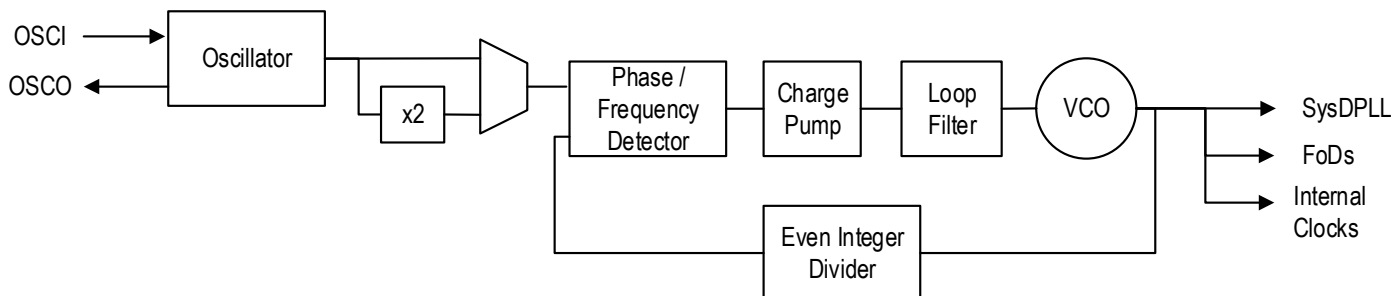 OSCI
OSCO
Oscillator
x2
Phase /
Frequency
Detector
Charge
Pump
Loop
Filter
VCO
SysDPLL
FoDs
Internal
Clocks
Even Integer
Divider